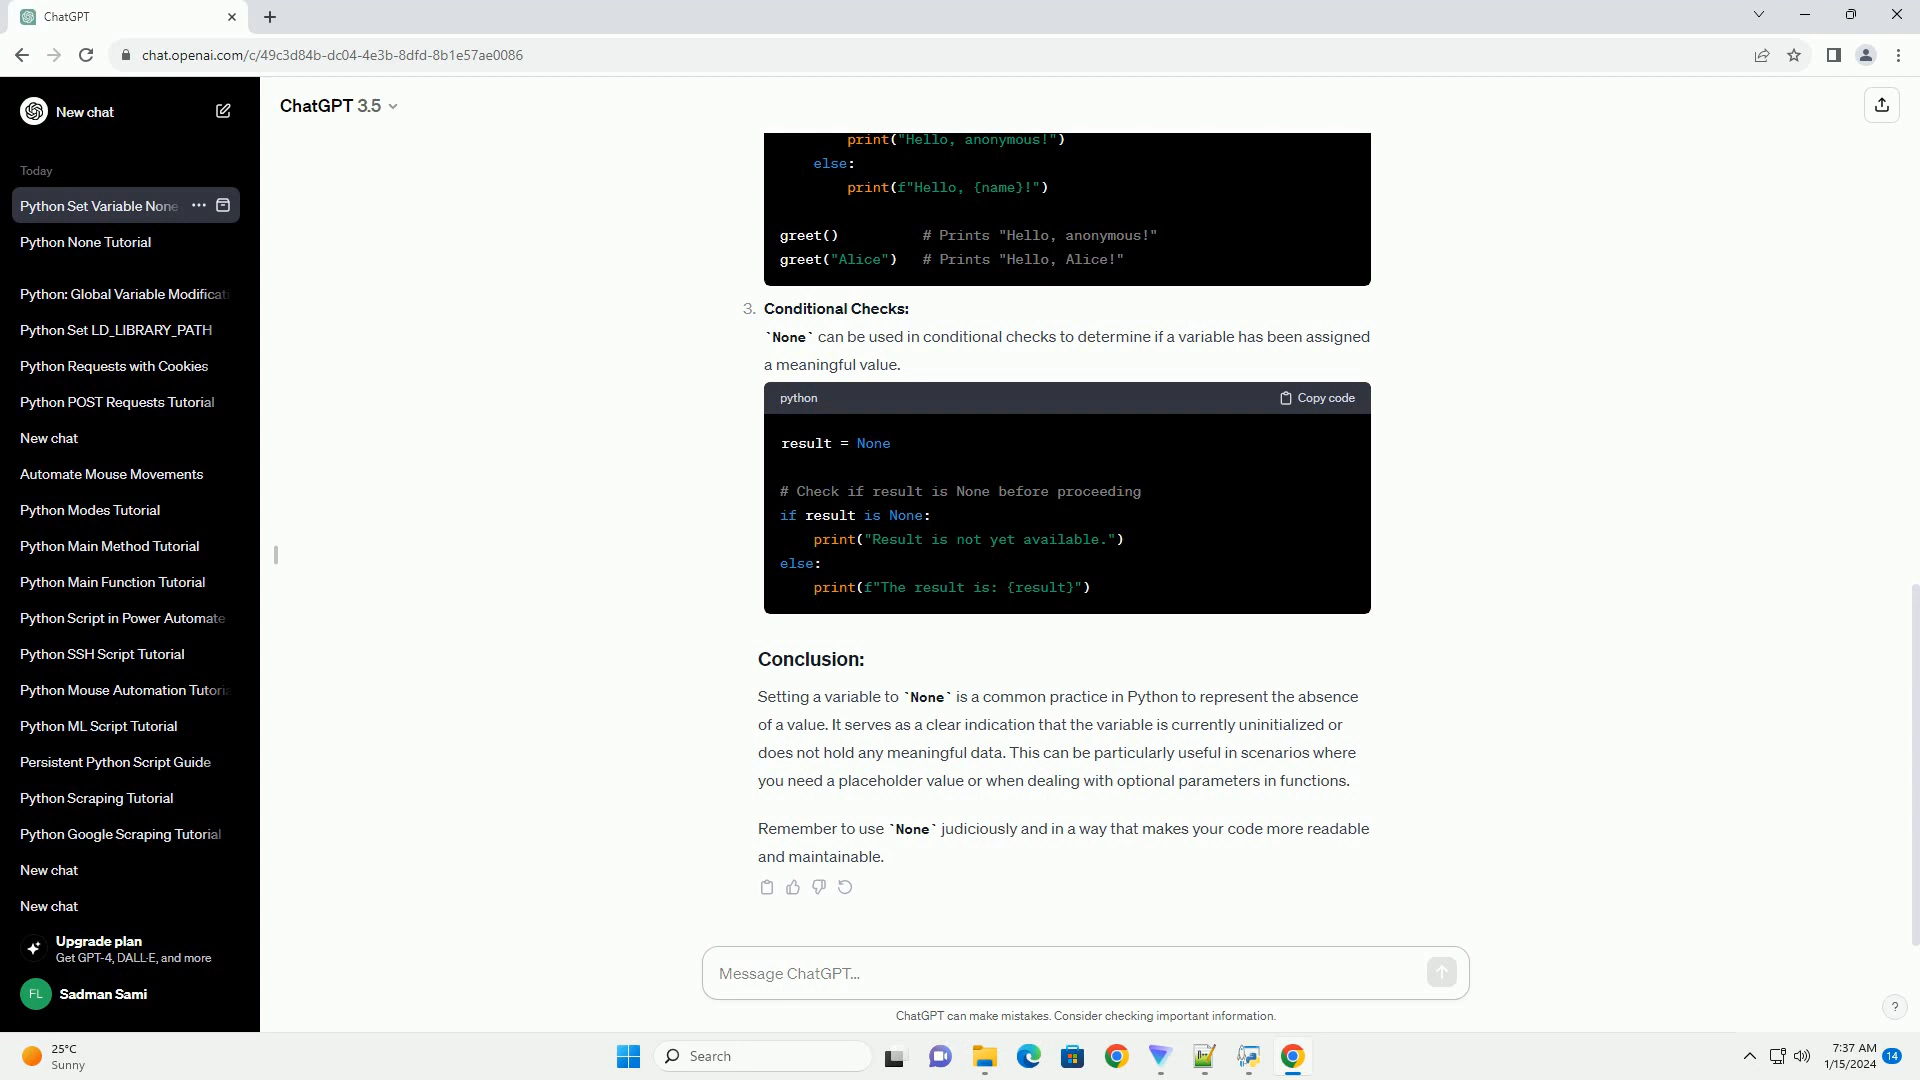 ChatGPT
chat.openai.com/c/49c3d84b-dc04-4e3b-8dfd-8b1e57ae0086
New chat
Today
Python Set Variable None
Python None Tutorial
Python: Global Variable Modificati
Python Set LD_LIBRARY_PATH
Python Requests with Cookies
Python POST Requests Tutorial
New chat
Automate Mouse Movements
Python Modes Tutorial
Python Main Method Tutorial
Python Main Function Tutorial
Python Script in Power Automate
Python SSH Script Tutorial
Python Mouse Automation Tutoria
Python ML Script Tutorial
Persistent Python Script Guide
Python Scraping Tutorial
Python Google Scraping Tutorial
New chat
New chat
Upgrade plan
Get GPT-4, DALL·E, and more
FL Sadman Sami
ChatGPT 3.5
print("Hello, anonymous!")
else:
print(f"Hello, {name}!")
greet() # Prints "Hello, anonymous!"
greet("Alice") # Prints "Hello, Alice!"
3. Conditional Checks:
`None` can be used in conditional checks to determine if a variable has been assigned
a meaningful value.
python Copy code
result = None
# Check if result is None before proceeding
if result is None:
print("Result is not yet available.")
else:
print(f"The result is: {result}")
Conclusion:
Setting a variable to `None` is a common practice in Python to represent the absence
of a value. It serves as a clear indication that the variable is currently uninitialized or
does not hold any meaningful data. This can be particularly useful in scenarios where
you need a placeholder value or when dealing with optional parameters in functions.
Remember to use `None` judiciously and in a way that makes your code more readable
and maintainable.
Message ChatGPT...
ChatGPT can make mistakes. Consider checking important information.
?
25°C
Sunny
Search
7:37 AM
1/15/2024
14